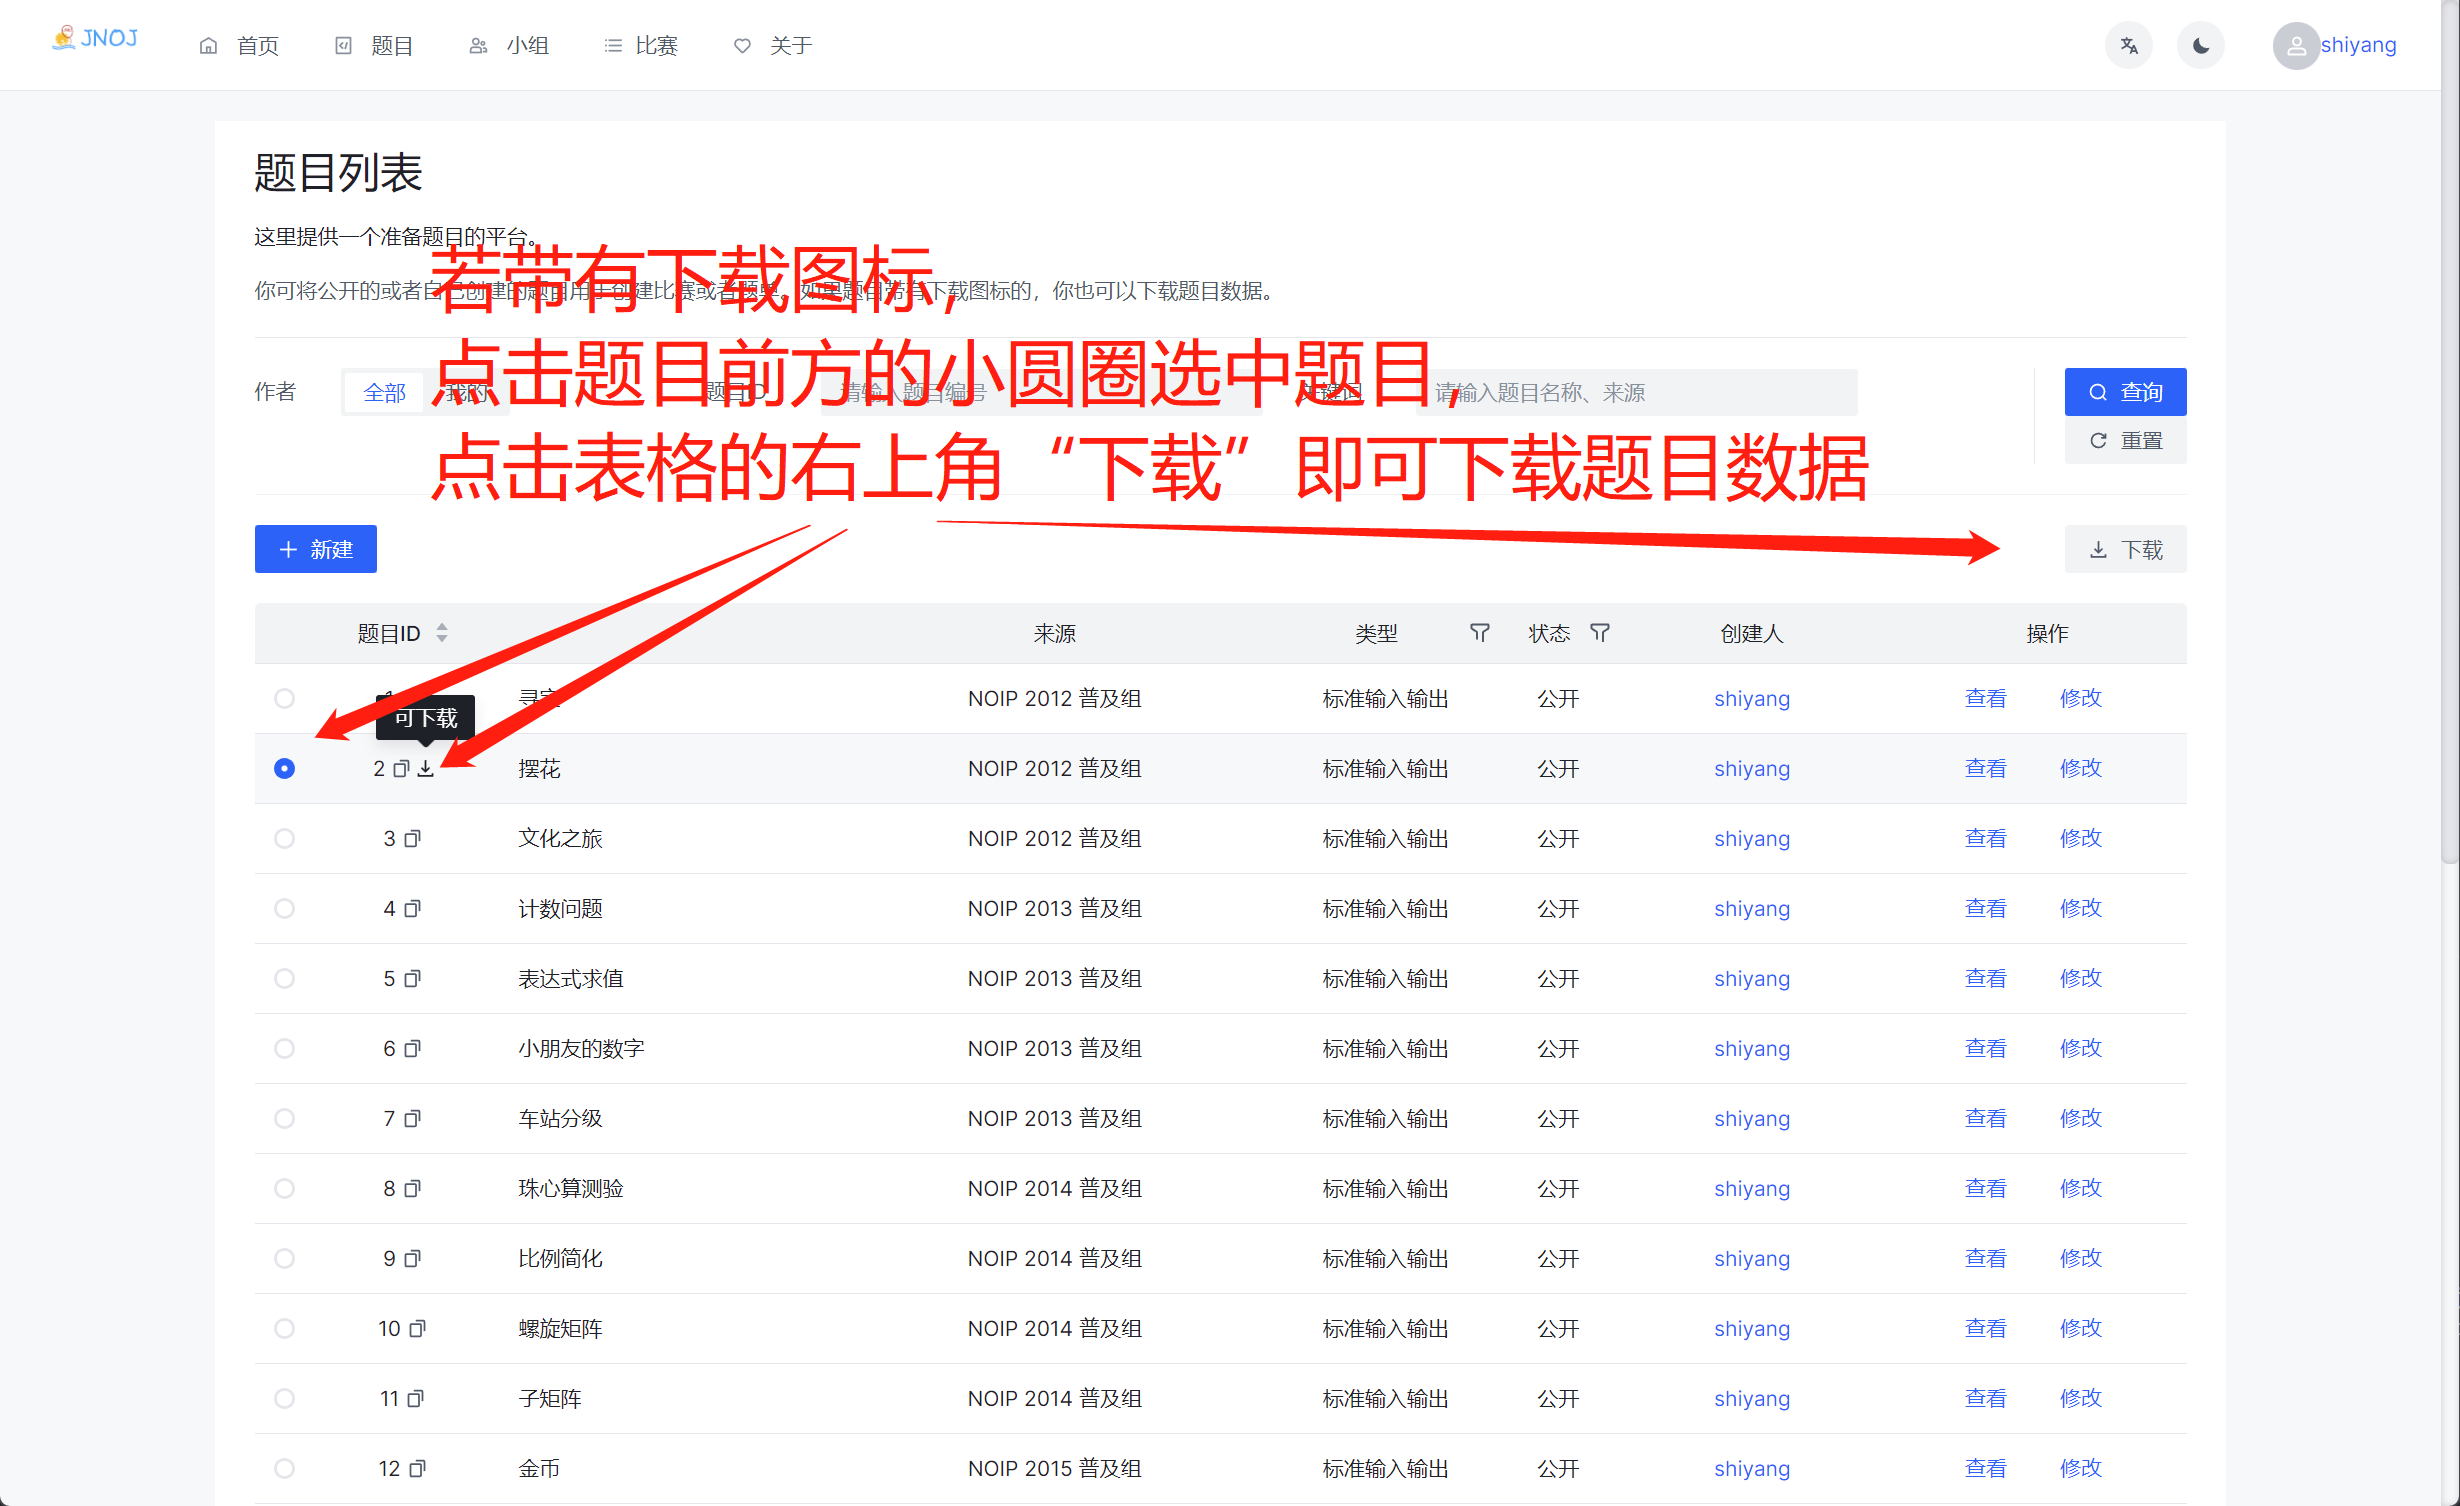 JNOJ 首页 题目 小组 比赛 关于 shiyang
题目列表
这里提供一个准备题目的平台。
若带有下载图标，
你可将公开的或者自己创建的题目用于创建比赛或者题单。如果题目带有下载图标的，你也可以下载题目数据。
点击题目前方的小圆圈选中题目，
作者 全部 我的 题目ID 请输入题目编号 关键词 请输入题目名称、来源 查询
重置
点击表格的右上角“下载”即可下载题目数据
新建 下载
题目ID 来源 类型 状态 创建人 操作
1 寻宝 NOIP 2012 普及组 标准输入输出 公开 shiyang 查看 修改
可下载
2 摆花 NOIP 2012 普及组 标准输入输出 公开 shiyang 查看 修改
3 文化之旅 NOIP 2012 普及组 标准输入输出 公开 shiyang 查看 修改
4 计数问题 NOIP 2013 普及组 标准输入输出 公开 shiyang 查看 修改
5 表达式求值 NOIP 2013 普及组 标准输入输出 公开 shiyang 查看 修改
6 小朋友的数字 NOIP 2013 普及组 标准输入输出 公开 shiyang 查看 修改
7 车站分级 NOIP 2013 普及组 标准输入输出 公开 shiyang 查看 修改
8 珠心算测验 NOIP 2014 普及组 标准输入输出 公开 shiyang 查看 修改
9 比例简化 NOIP 2014 普及组 标准输入输出 公开 shiyang 查看 修改
10 螺旋矩阵 NOIP 2014 普及组 标准输入输出 公开 shiyang 查看 修改
11 子矩阵 NOIP 2014 普及组 标准输入输出 公开 shiyang 查看 修改
12 金币 NOIP 2015 普及组 标准输入输出 公开 shiyang 查看 修改